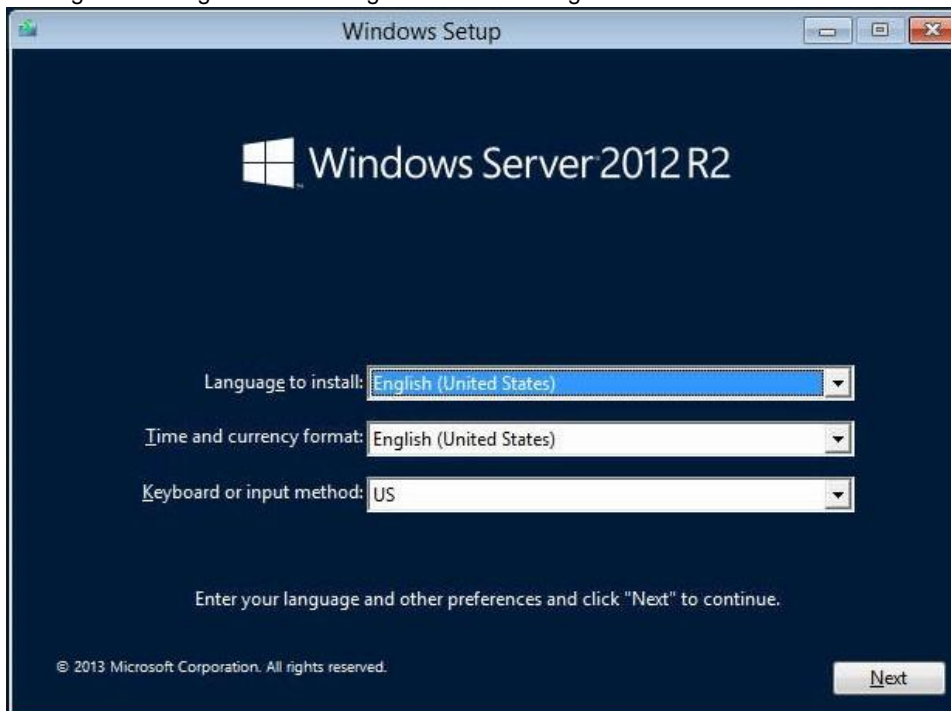 Windows Setup
Windows Server 2012 R2
Language to install: English (United States)
Time and currency format: English (United States)
Keyboard or input method: US
Enter your language and other preferences and click "Next" to continue.
© 2013 Microsoft Corporation. All rights reserved.
Next